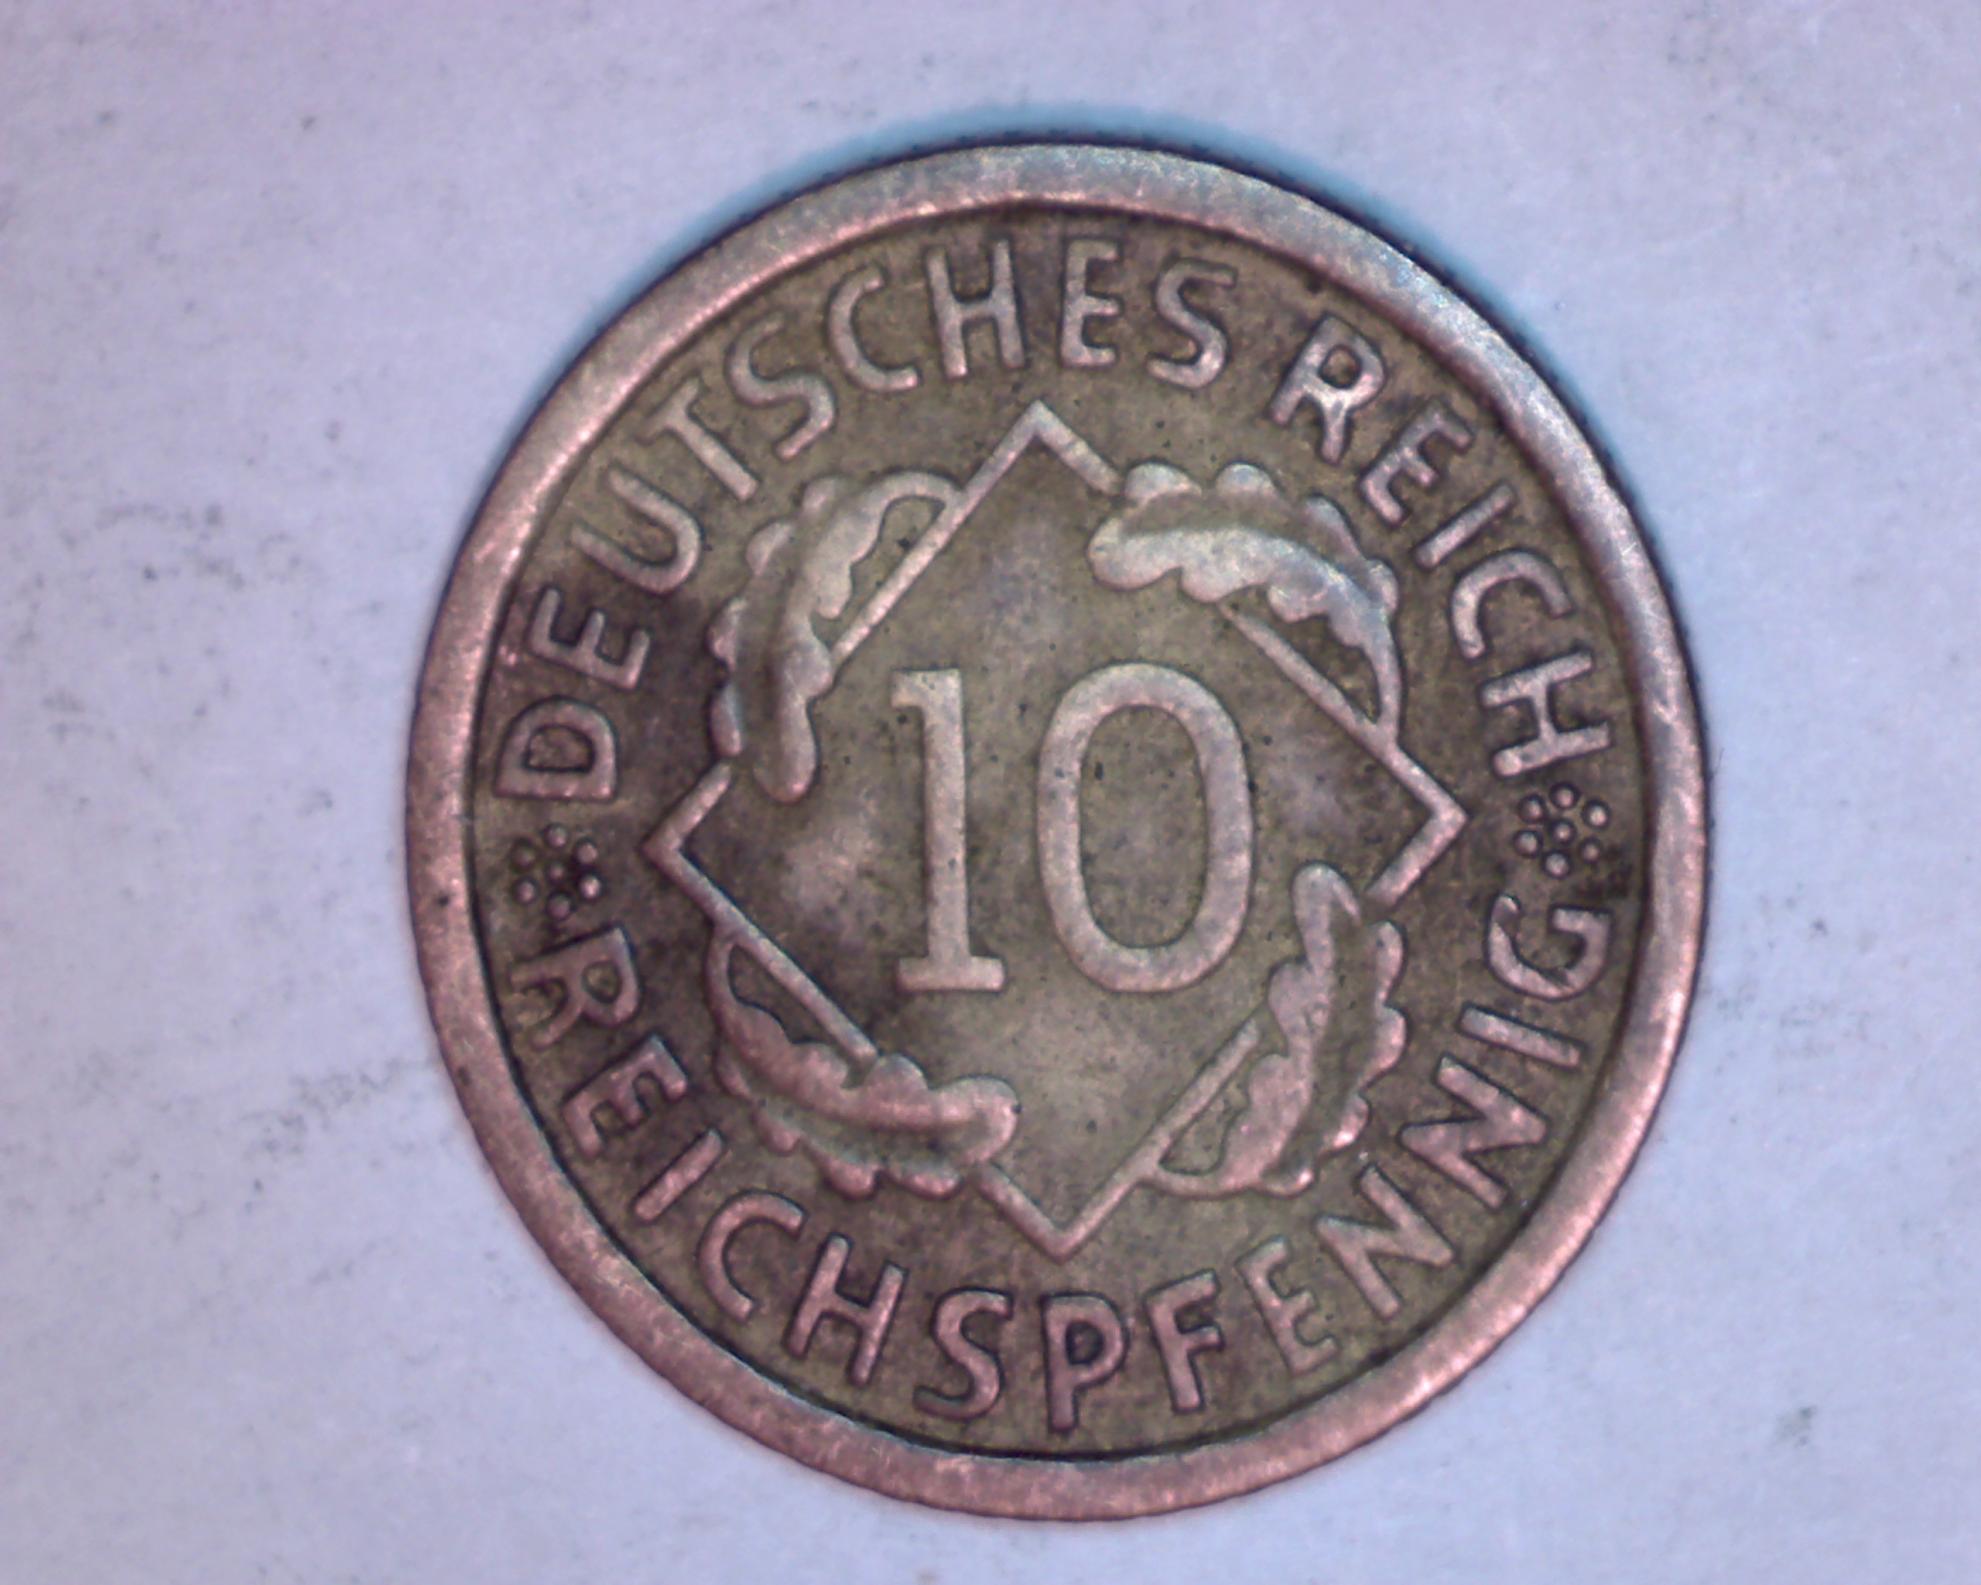 DEUTSCHES REICH
10
REICHSPFENNIG